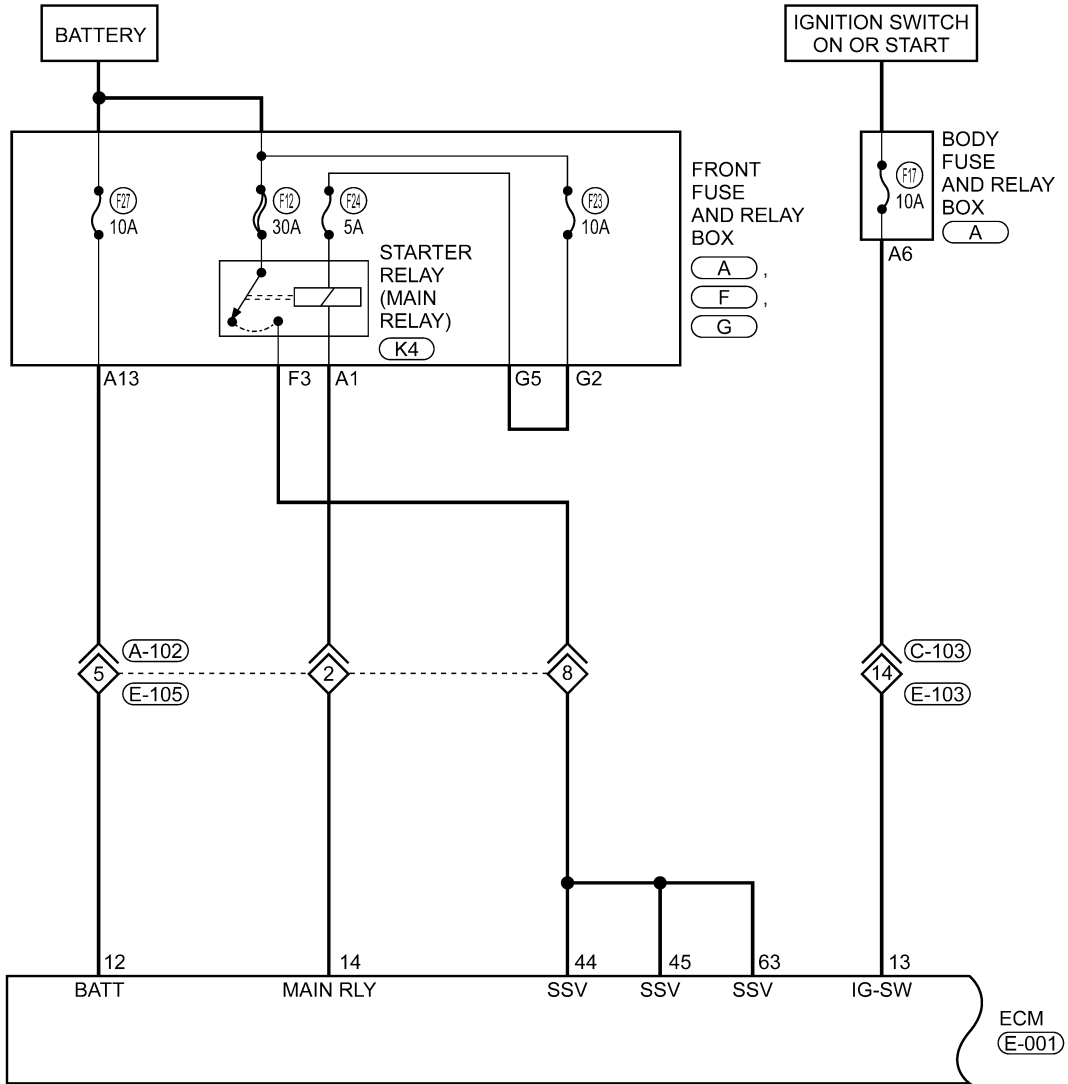 BATTERY
IGNITION SWITCH
ON OR START
F27
10A
F12
30A
F24
5A
F23
10A
FRONT
FUSE
AND RELAY
BOX
A ,
F ,
G
F17
10A
BODY
FUSE
AND RELAY
BOX
A
A6
STARTER
RELAY
(MAIN
RELAY)
K4
A13
F3
A1
G5
G2
5
A-102
E-105
2
8
14
C-103
E-103
12
14
44
45
63
13
BATT
MAIN RLY
SSV
SSV
SSV
IG-SW
ECM
E-001